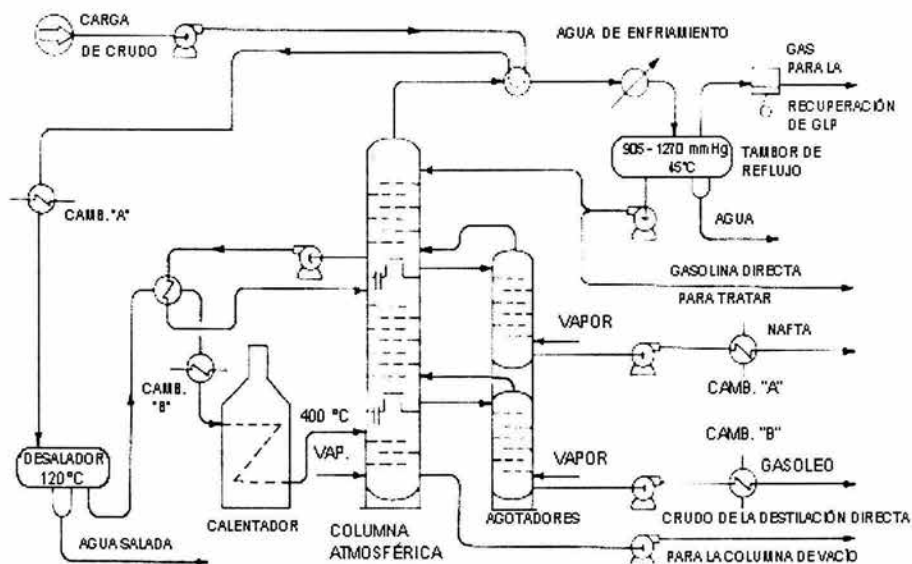 CARGA
DE CRUDO
AGUA DE ENFRIAMIENTO
GAS
PARA LA
RECUPERACIÓN
DE GLP
905 - 1270 mm Hg
45°C
TAMBOR DE
REFLUJO
AGUA
CAMB. "A"
GASOLINA DIRECTA
PARA TRATAR
VAPOR
NAFTA
CAMB. "A"
CAMB. "B"
400 °C
CAMB. "B"
DESALADOR
120°C
VAP.
VAPOR
GASOLEO
CALENTADOR
COLUMNA
ATMOSFÉRICA
AGOTADORES
CRUDO DE LA DESTILACIÓN DIRECTA
AGUA SALADA
PARA LA COLUMNA DE VACÍO